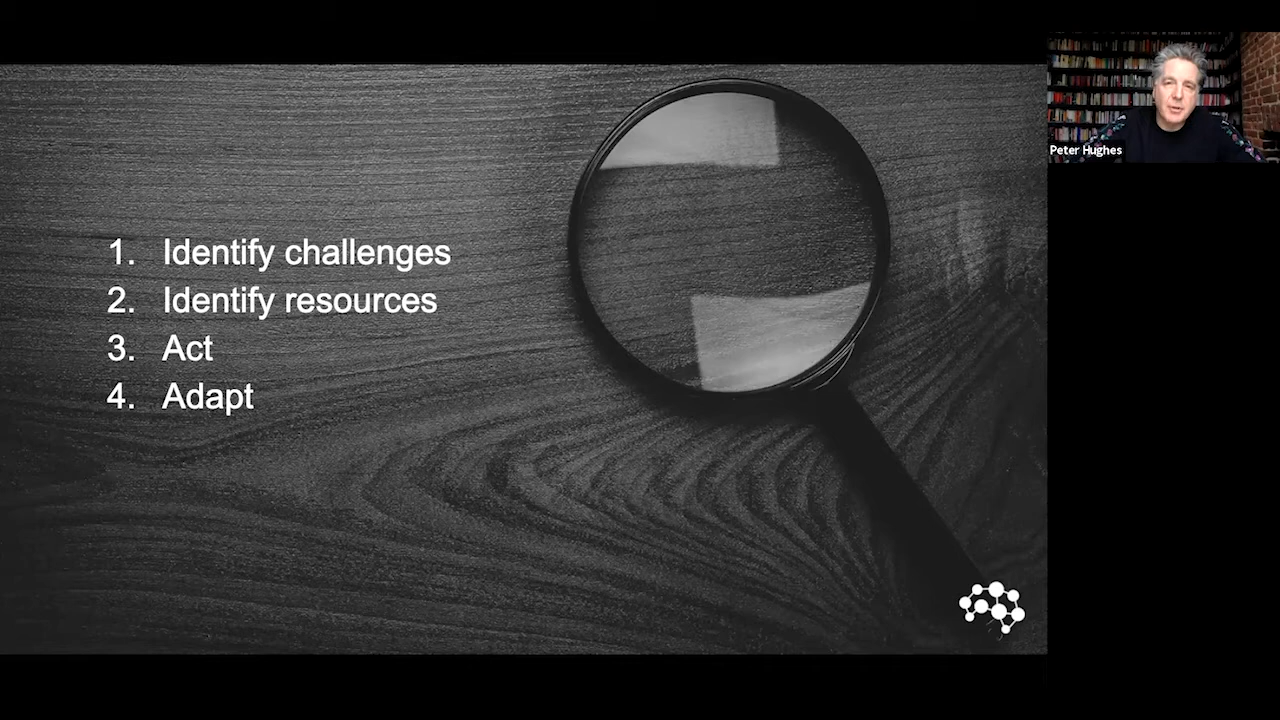 1. Identify challenges
2. Identify resources
3. Act
4. Adapt
Peter Hughes